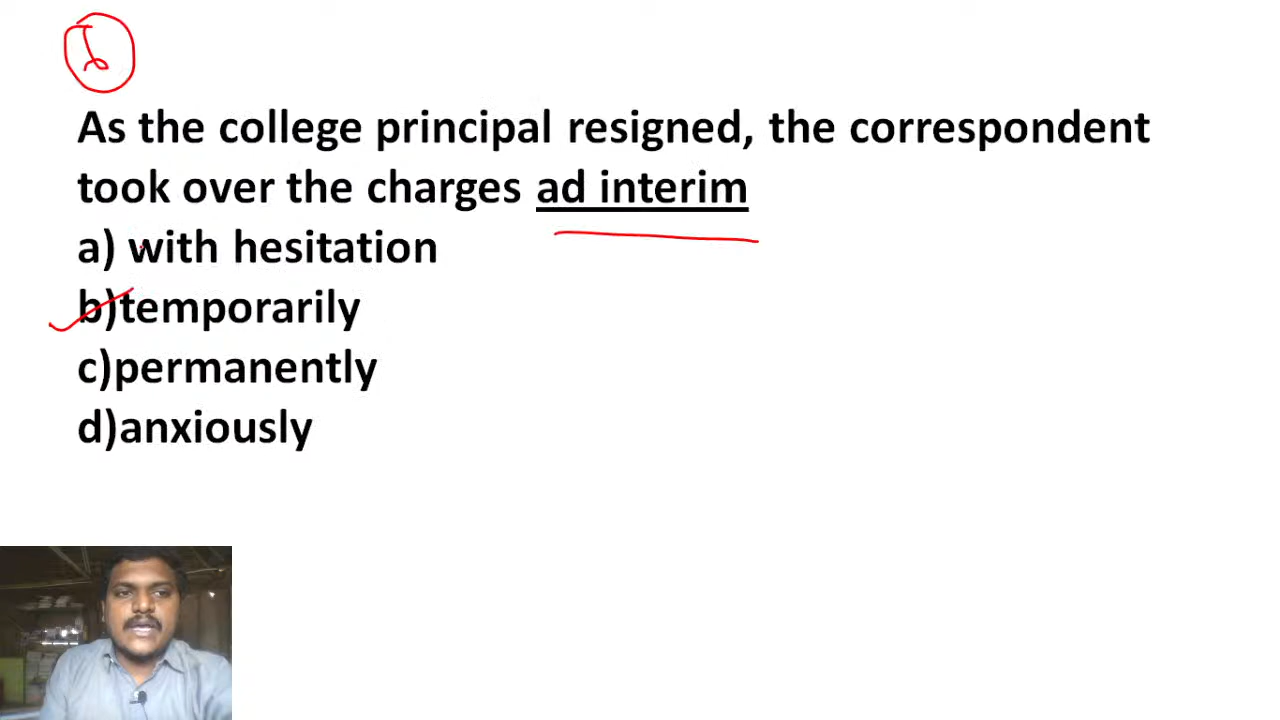 As the college principal resigned, the correspondent
took over the charges ad interim
a) with hesitation
b)temporarily
c)permanently
d)anxiously